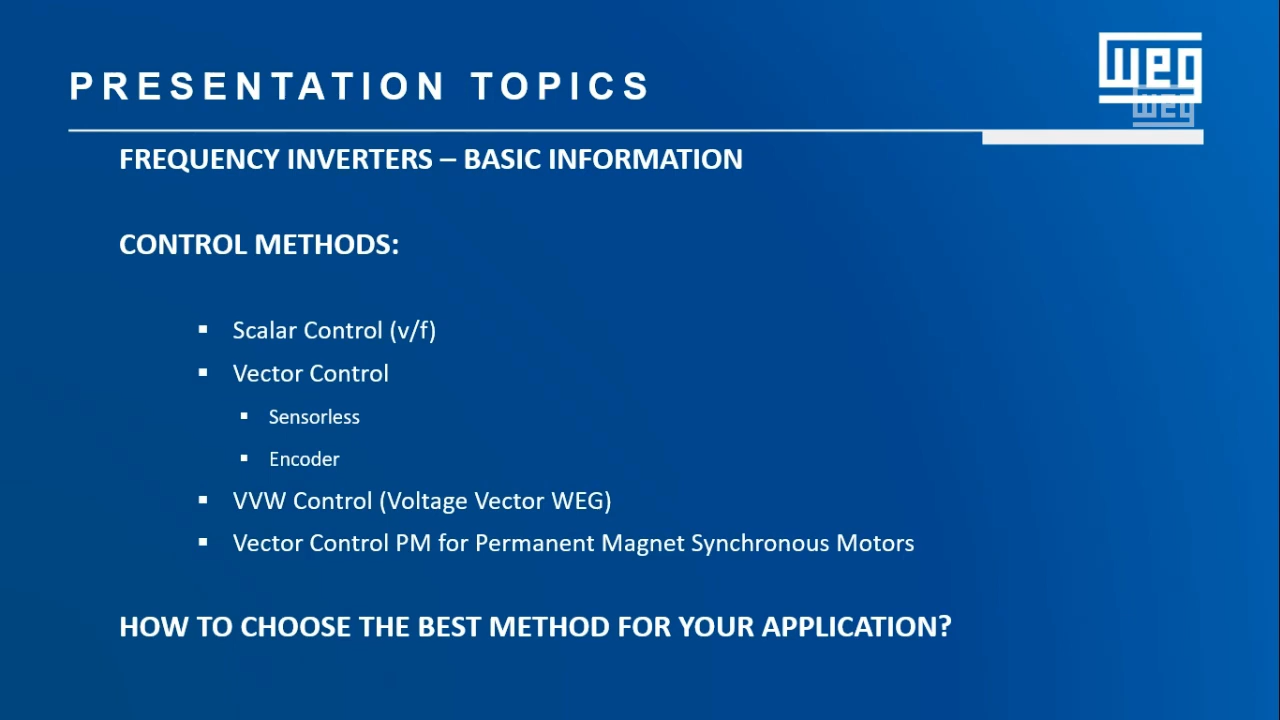 PRESENTATION TOPICS
weg
weg
FREQUENCY INVERTERS – BASIC INFORMATION
CONTROL METHODS:
▪ Scalar Control (v/f)
▪ Vector Control
▪ Sensorless
▪ Encoder
▪ VVW Control (Voltage Vector WEG)
▪ Vector Control PM for Permanent Magnet Synchronous Motors
HOW TO CHOOSE THE BEST METHOD FOR YOUR APPLICATION?